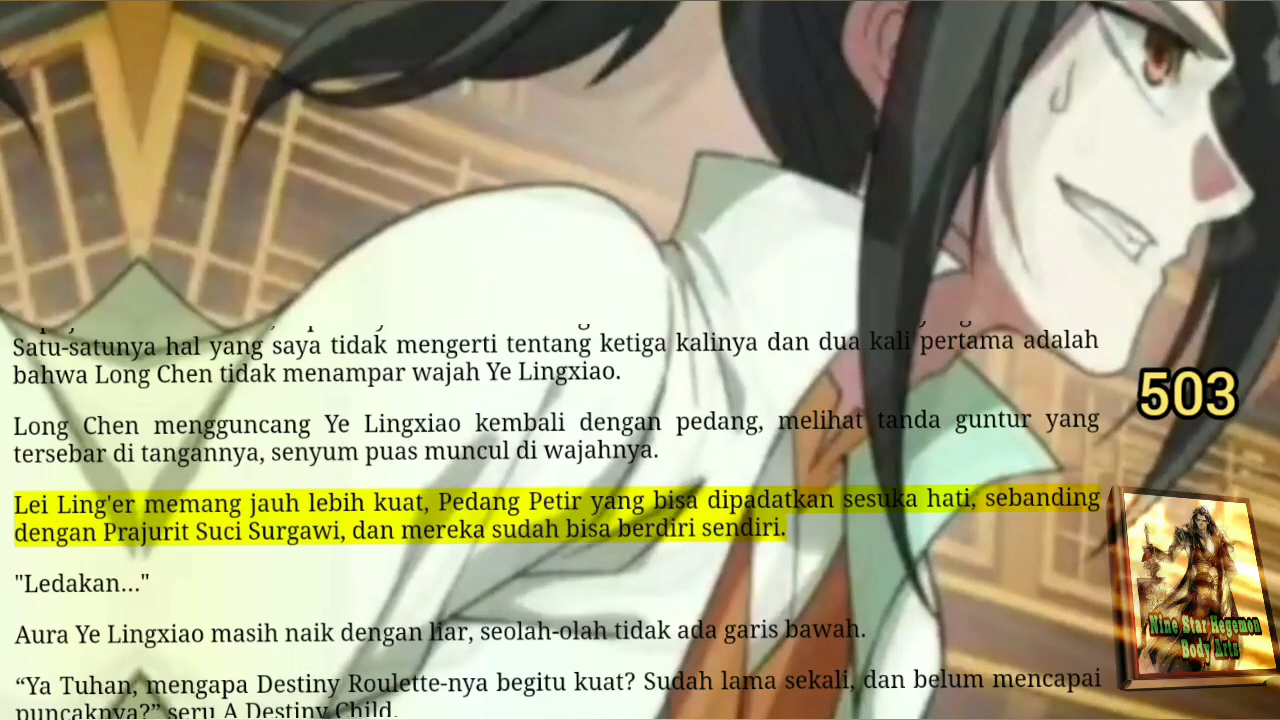 Satu-satunya hal yang saya tidak mengerti tentang ketiga kalinya dan dua kali pertama adalah
bahwa Long Chen tidak menampar wajah Ye Lingxiao.
Long Chen mengguncang Ye Lingxiao kembali dengan pedang, melihat tanda guntur yang
tersebar di tangannya, senyum puas muncul di wajahnya.
Lei Ling'er memang jauh lebih kuat, Pedang Petir yang bisa dipadatkan sesuka hati, sebanding
dengan Prajurit Suci Surgawi, dan mereka sudah bisa berdiri sendiri.
"Ledakan..."
Aura Ye Lingxiao masih naik dengan liar, seolah-olah tidak ada garis bawah.
“Ya Tuhan, mengapa Destiny Roulette-nya begitu kuat? Sudah lama sekali, dan belum mencapai
puncaknya?” seru A Destiny Child.
503
Nine Star Hegemon
Body Arts